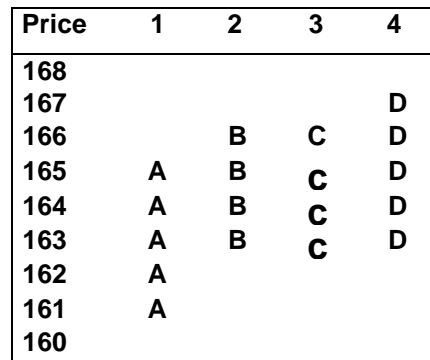 Price 1 2 3 4
168
167 D
166 B C D
165 A B C D
164 A B C D
163 A B C D
162 A
161 A
160